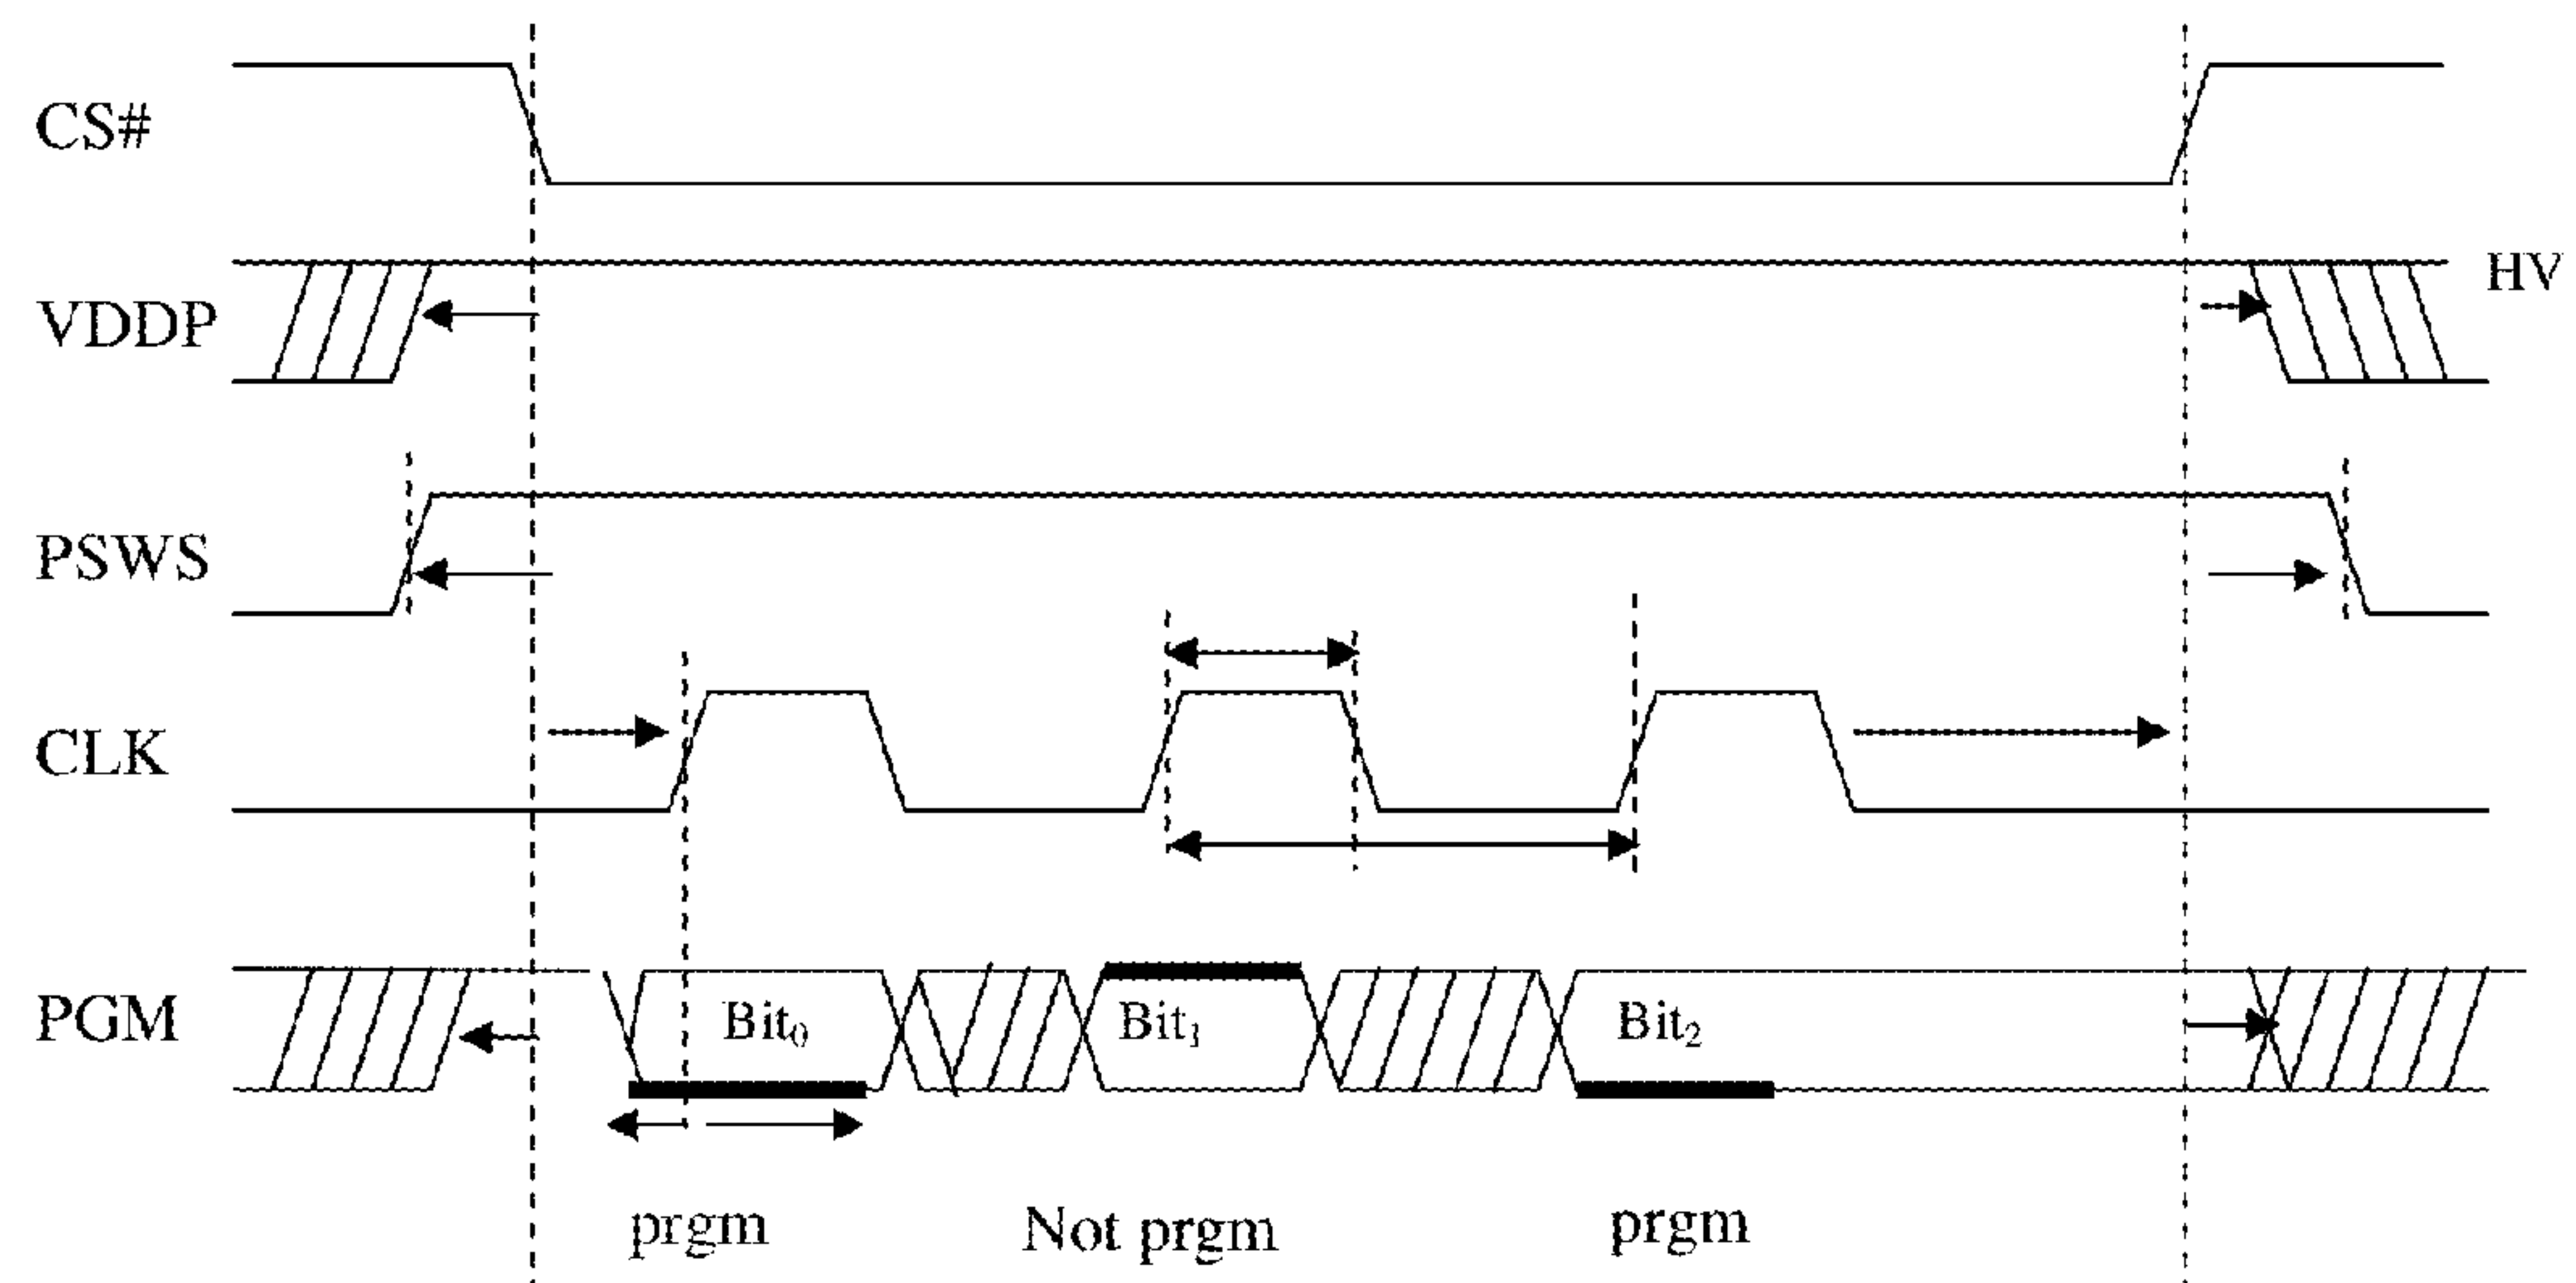 CS#
VDDP
HV
PSWS
CLK
PGM
Bit₀
Bit₁
Bit₂
prgm
Not prgm
prgm